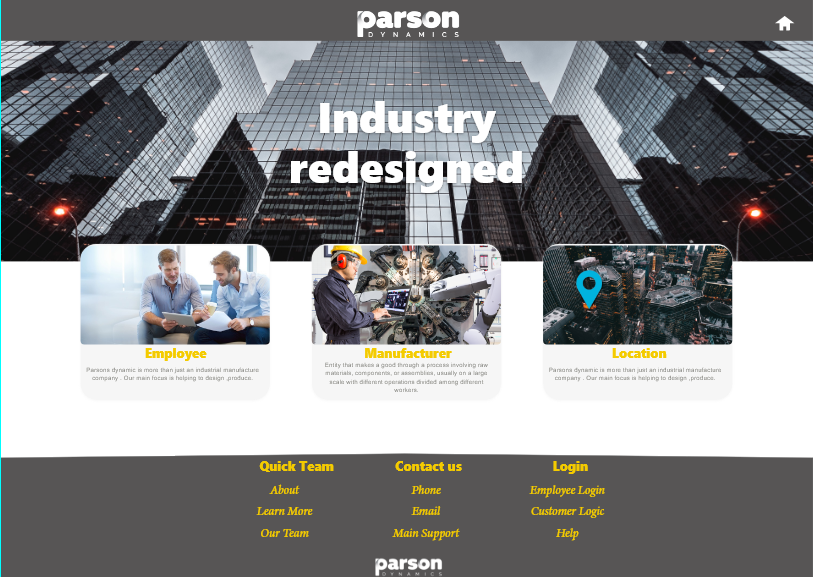 parson
DYNAMICS
Industry
redesigned
Employee
Parsons dynamic is more than just an industrial manufacture
company . Our main focus is helping to design ,produce.
Manufacturer
Entity that makes a good through a process involving raw
materials, components, or assemblies, usually on a large
scale with different operations divided among different
workers.
Location
Parsons dynamic is more than just an industrial manufacture
company . Our main focus is helping to design ,produce.
Quick Team
About
Learn More
Our Team
Contact us
Phone
Email
Main Support
Login
Employee Login
Customer Logic
Help
parson
DYNAMICS